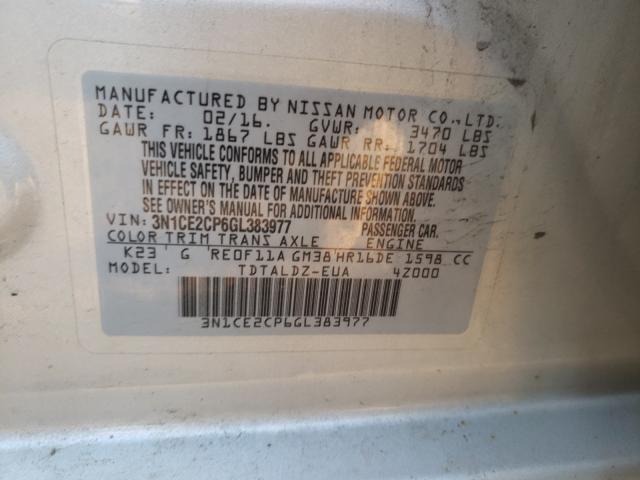 MANUFACTURED BY NISSAN MOTOR CO.,LTD.
DATE: 02/16. GVWR: 3470 LBS
GAWR FR: 1867 LBS GAWR RR: 1704 LBS
THIS VEHICLE CONFORMS TO ALL APPLICABLE FEDERAL MOTOR
VEHICLE SAFETY, BUMPER AND THEFT PREVENTION STANDARDS
IN EFFECT ON THE DATE OF MANUFACTURE SHOWN ABOVE.
SEE OWNER'S MANUAL FOR ADDITIONAL INFORMATION.
VIN: 3N1CE2CP6GL383977 PASSENGER CAR.
COLOR TRIM TRANS AXLE ENGINE
K23 G RE0F11A GM38 HR16DE 1598 CC
TDTALDZ-EUA 4Z000
3N1CE2CP6GL383977